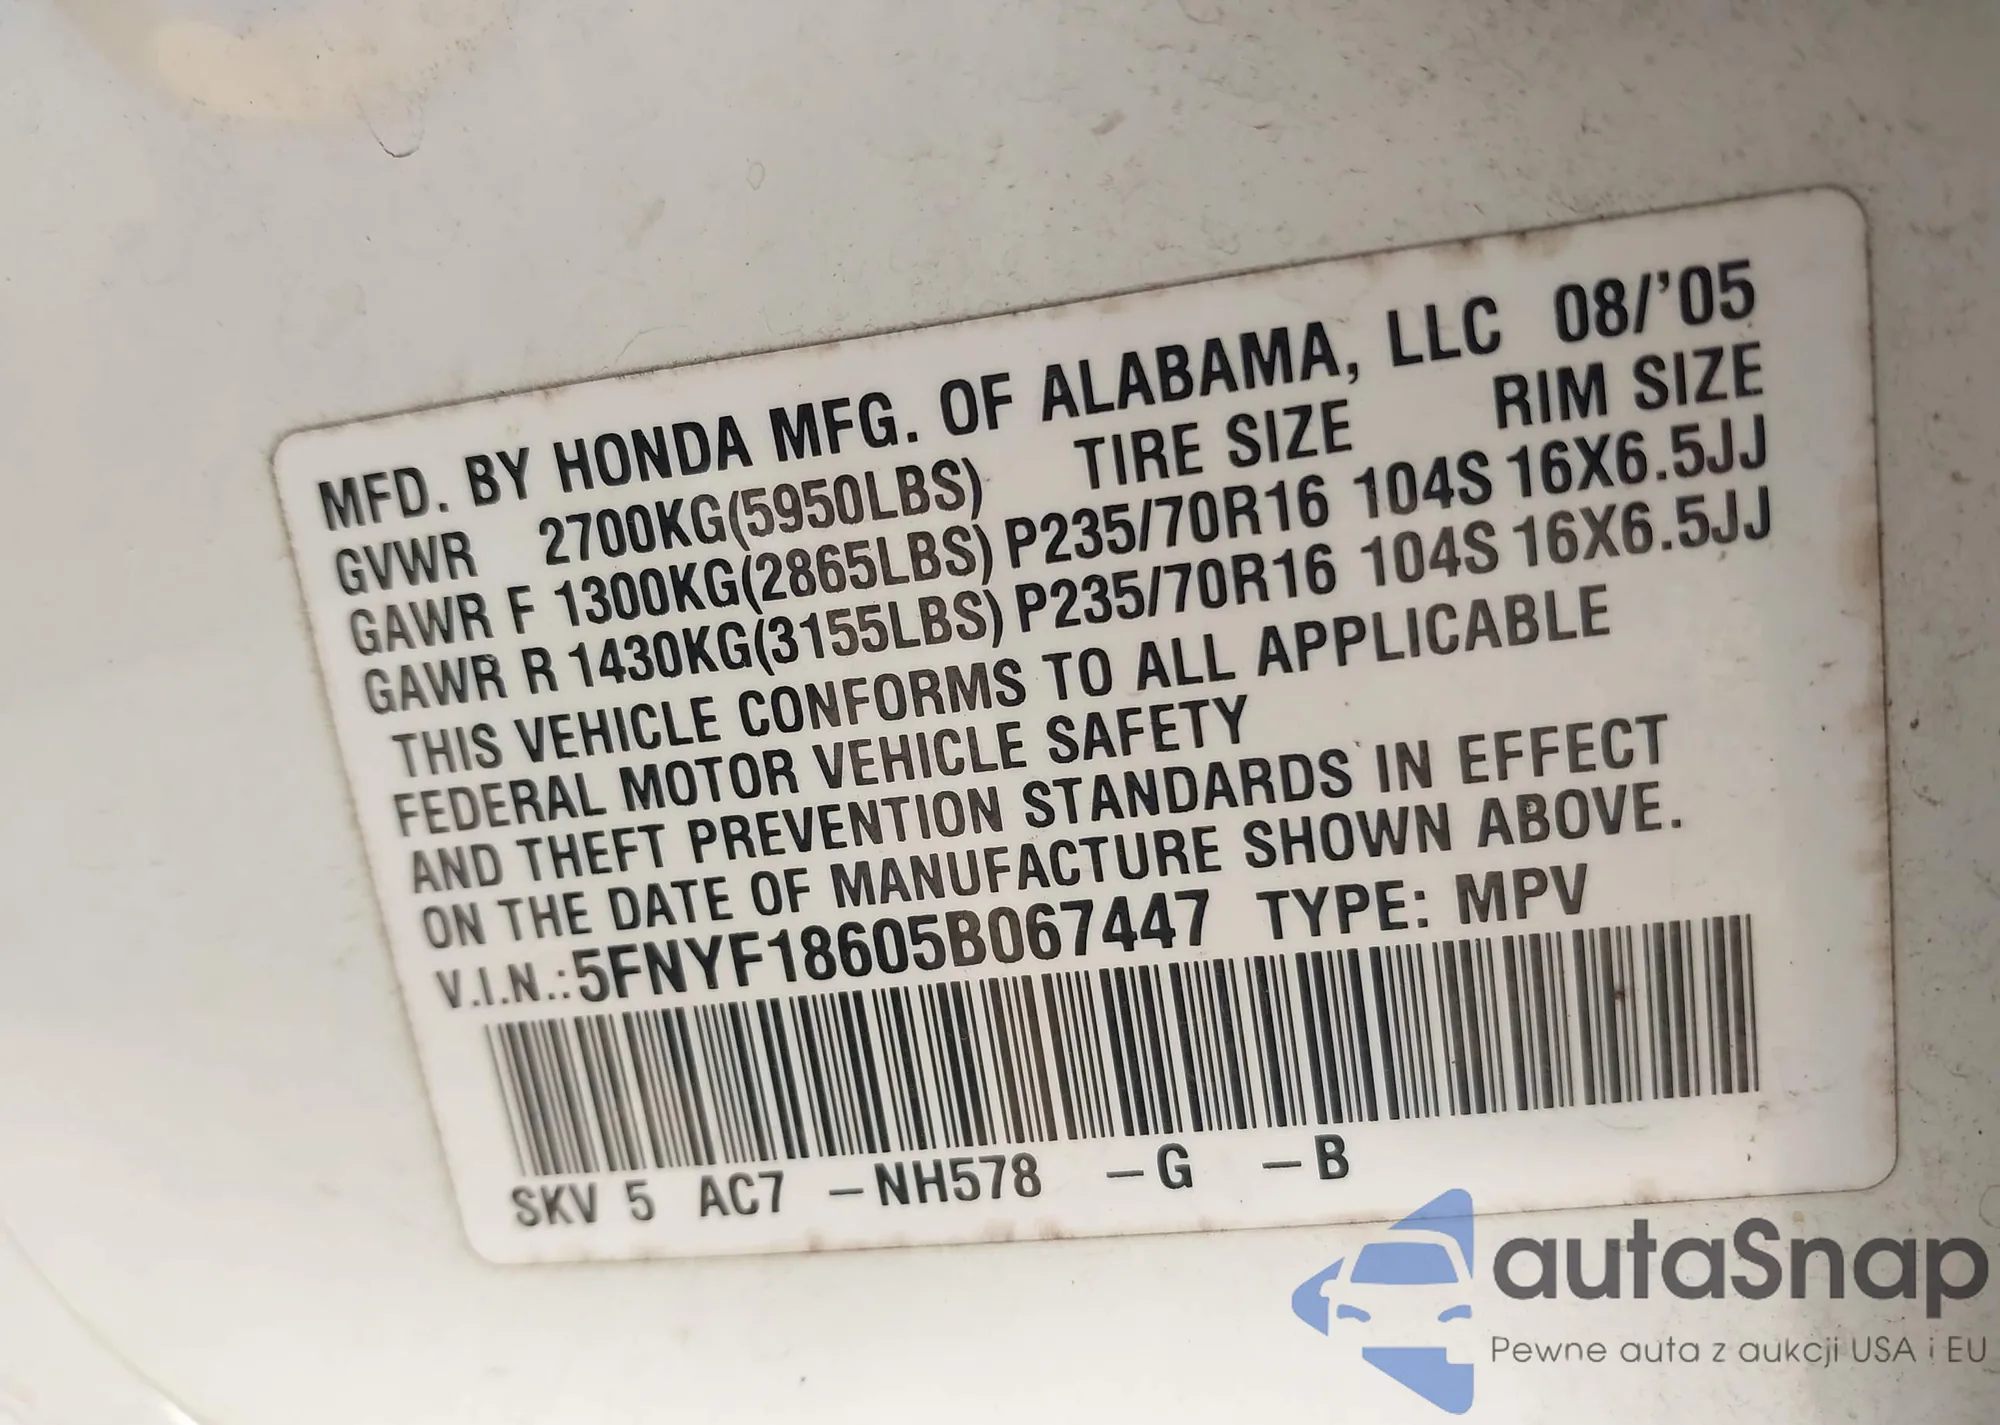 MFD. BY HONDA MFG. OF ALABAMA, LLC 08/'05
GVWR 2700KG(5950LBS) TIRE SIZE RIM SIZE
GAWR F 1300KG(2865LBS) P235/70R16 104S 16X6.5JJ
GAWR R 1430KG(3155LBS) P235/70R16 104S 16X6.5JJ
THIS VEHICLE CONFORMS TO ALL APPLICABLE
FEDERAL MOTOR VEHICLE SAFETY
AND THEFT PREVENTION STANDARDS IN EFFECT
ON THE DATE OF MANUFACTURE SHOWN ABOVE.
V.I.N.:5FNYF18605B067447 TYPE: MPV
SKV 5 AC7 –NH578 –G –B
autaSnap
Pewne auta z aukcji USA i EU